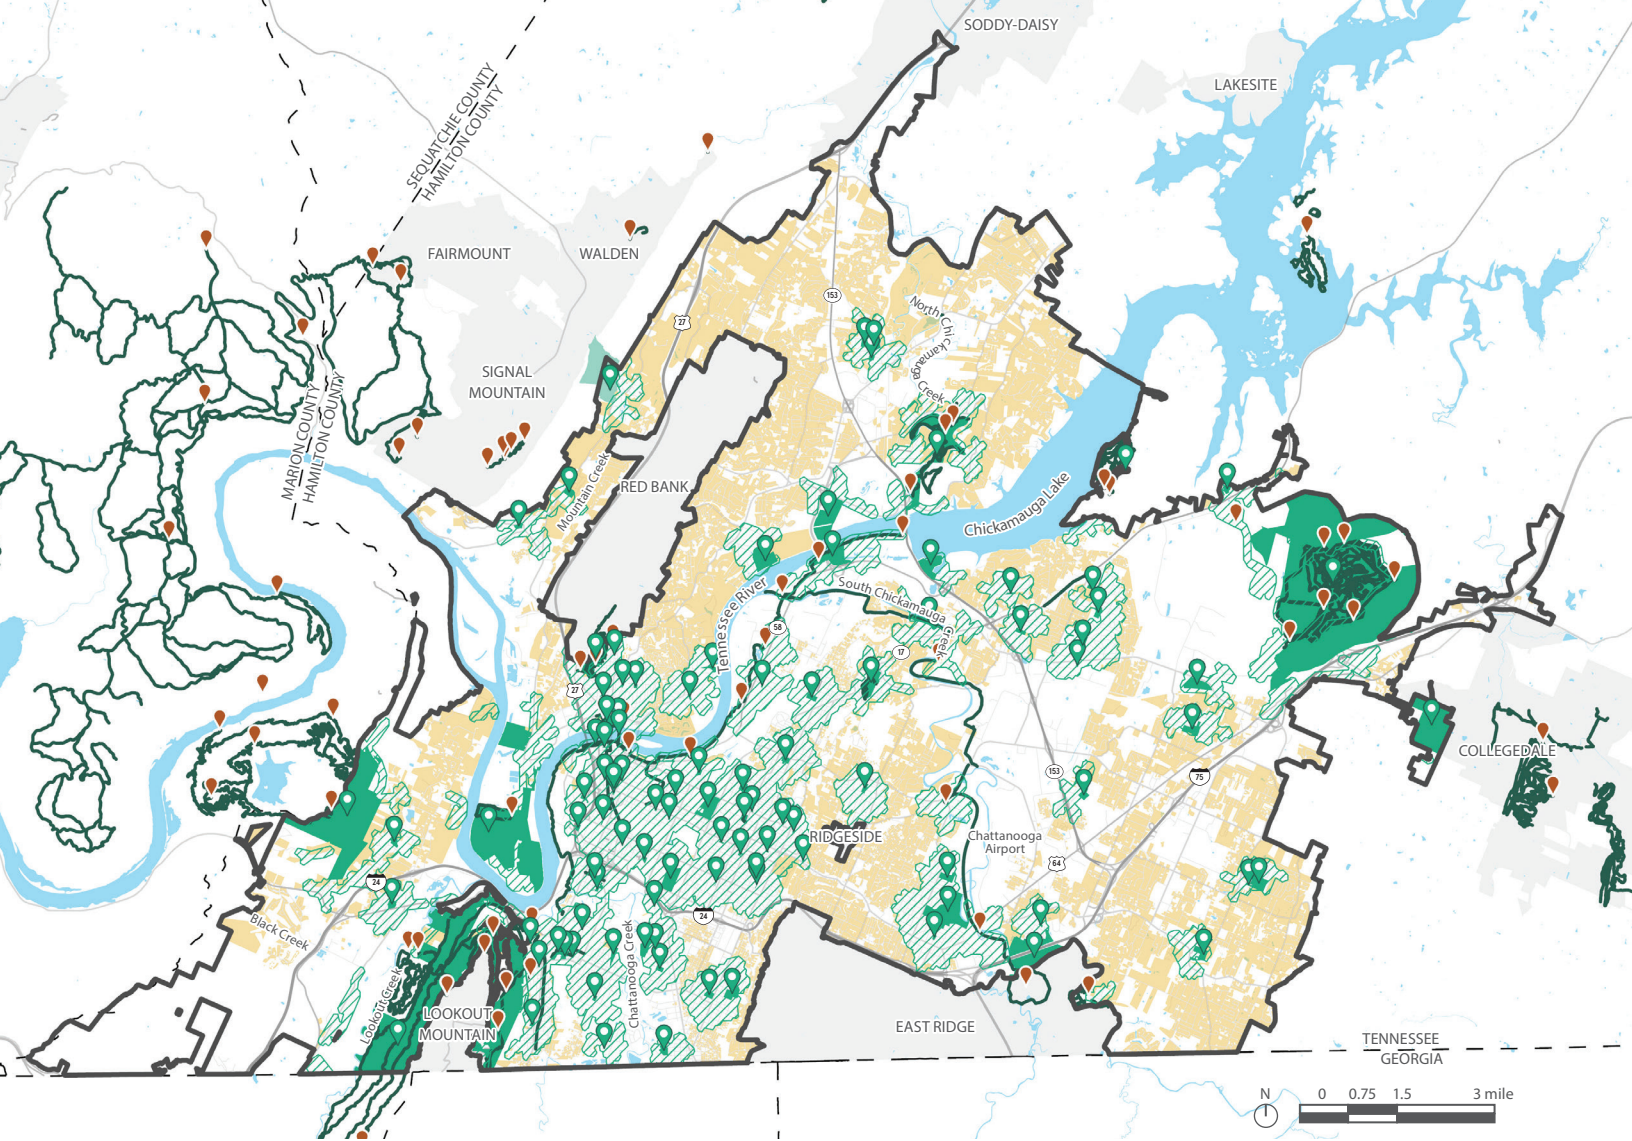 SODDY-DAISY
LAKESITE
SEQUATCHIE COUNTY
HAMILTON COUNTY
FAIRMOUNT
WALDEN
153
27
North Chickamauga Creek
SIGNAL
MOUNTAIN
MARION COUNTY
HAMILTON COUNTY
Mountain Creek
RED BANK
Chickamauga Lake
Tennessee River
South Chickamauga Creek
58
17
27
COLLEGEDALE
153
75
RIDGESIDE
Chattanooga
Airport
64
24
24
Black Creek
Chattanooga Creek
Lookout Creek
LOOKOUT
MOUNTAIN
EAST RIDGE
TENNESSEE
GEORGIA
N
0 0.75 1.5 3 mile